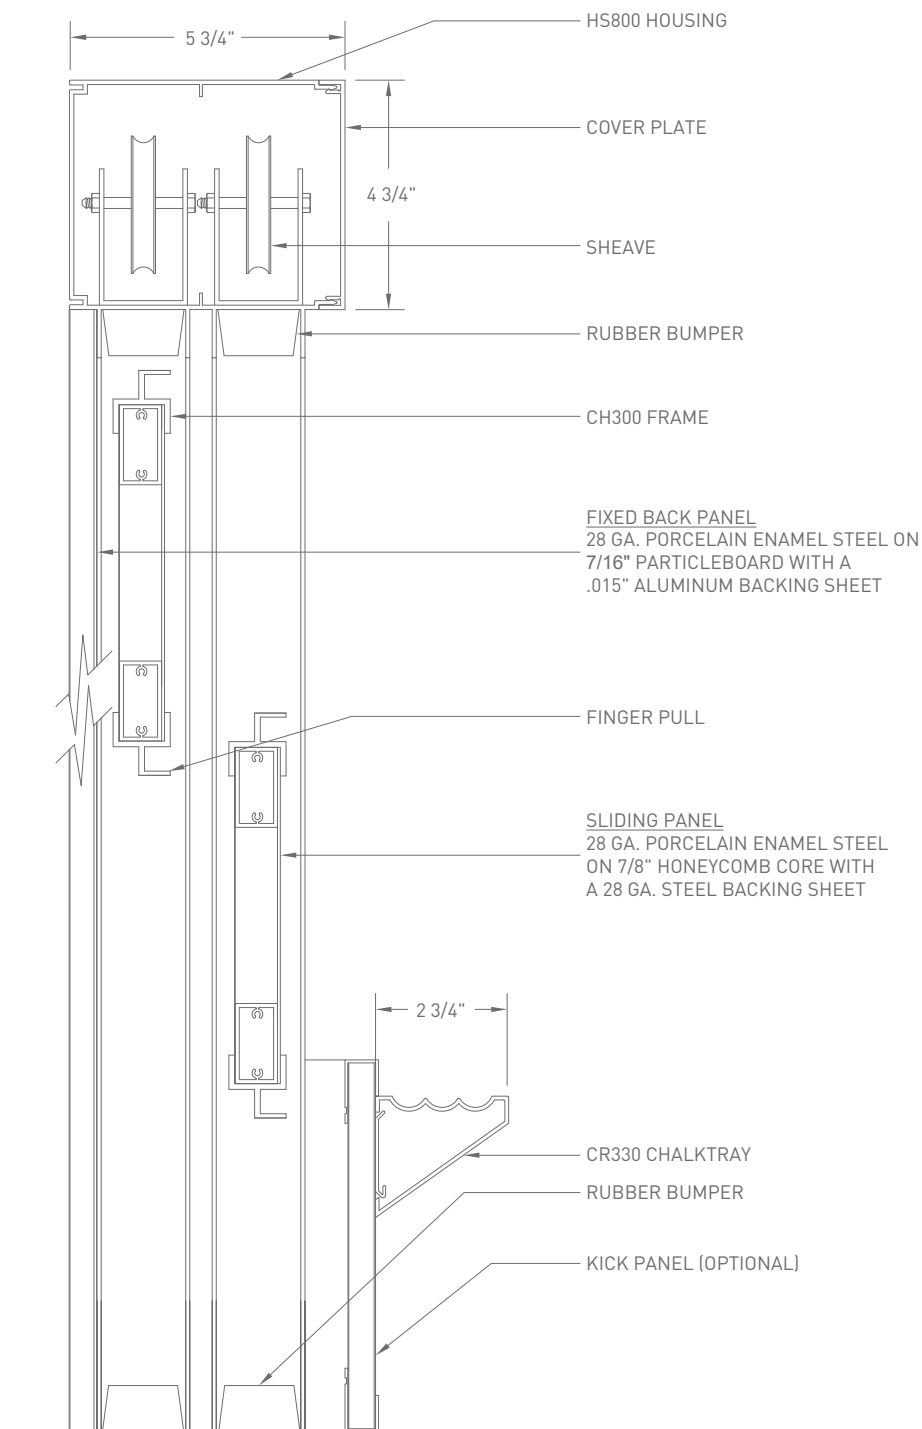 HS800 HOUSING
5 3/4"
COVER PLATE
4 3/4"
SHEAVE
RUBBER BUMPER
CH300 FRAME
FIXED BACK PANEL
28 GA. PORCELAIN ENAMEL STEEL ON
7/16" PARTICLEBOARD WITH A
.015" ALUMINUM BACKING SHEET
FINGER PULL
SLIDING PANEL
28 GA. PORCELAIN ENAMEL STEEL
ON 7/8" HONEYCOMB CORE WITH
A 28 GA. STEEL BACKING SHEET
2 3/4"
CR330 CHALKTRAY
RUBBER BUMPER
KICK PANEL (OPTIONAL)